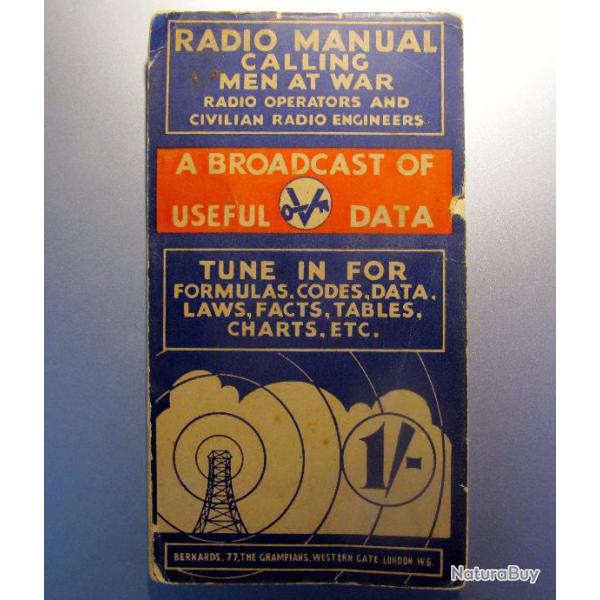 RADIO MANUAL
CALLING
MEN AT WAR
RADIO OPERATORS AND
CIVILIAN RADIO ENGINEERS
A BROADCAST OF
USEFUL V DATA
TUNE IN FOR
FORMULAS.CODES,DATA,
LAWS, FACTS, TABLES,
CHARTS, ETC.
1/-
BERNARDS, 77, THE GRAMPIANS, WESTERN GATE. LONDON. W.6.
NaturaBuy